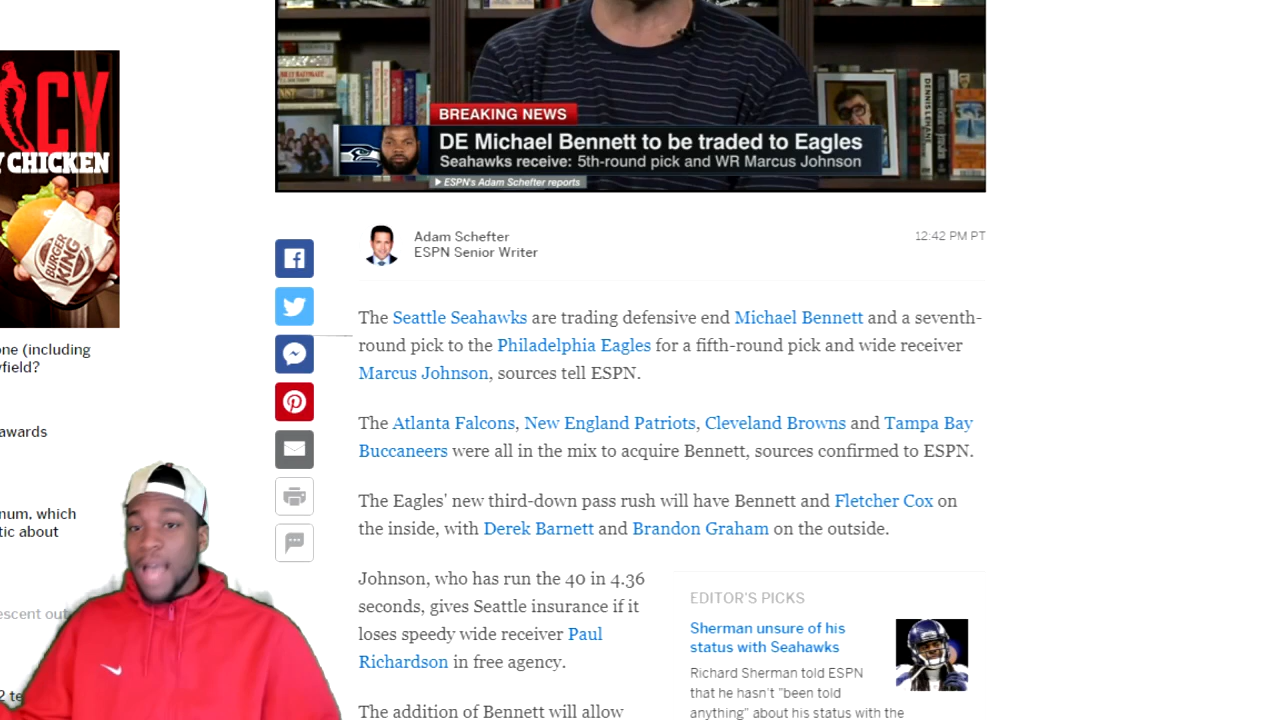 CY
Y CHICKEN
BURGER
KING
BREAKING NEWS
DE Michael Bennett to be traded to Eagles
Seahawks receive: 5th-round pick and WR Marcus Johnson
ESPN's Adam Schefter reports
DENNIS LEHANE
Adam Schefter
ESPN Senior Writer
12:42 PM PT
The Seattle Seahawks are trading defensive end Michael Bennett and a seventh-
round pick to the Philadelphia Eagles for a fifth-round pick and wide receiver
Marcus Johnson, sources tell ESPN.
one (including
yfield?
The Atlanta Falcons, New England Patriots, Cleveland Browns and Tampa Bay
Buccaneers were all in the mix to acquire Bennett, sources confirmed to ESPN.
awards
The Eagles' new third-down pass rush will have Bennett and Fletcher Cox on
the inside, with Derek Barnett and Brandon Graham on the outside.
num, which
tic about
Johnson, who has run the 40 in 4.36
seconds, gives Seattle insurance if it
loses speedy wide receiver Paul
Richardson in free agency.
escent out
2 te
The addition of Bennett will allow
EDITOR'S PICKS
Sherman unsure of his
status with Seahawks
Richard Sherman told ESPN
that he hasn't "been told
anything" about his status with the